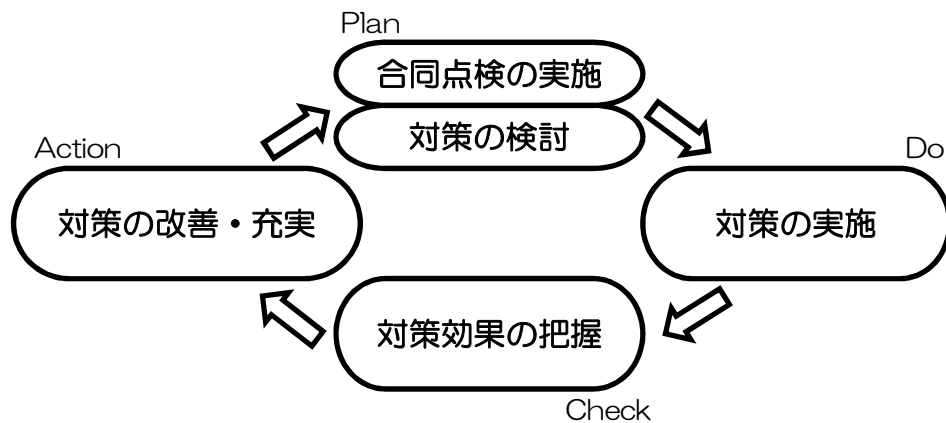 Plan
合同点検の実施
対策の検討
Action
Do
対策の改善・充実
対策の実施
対策効果の把握
Check